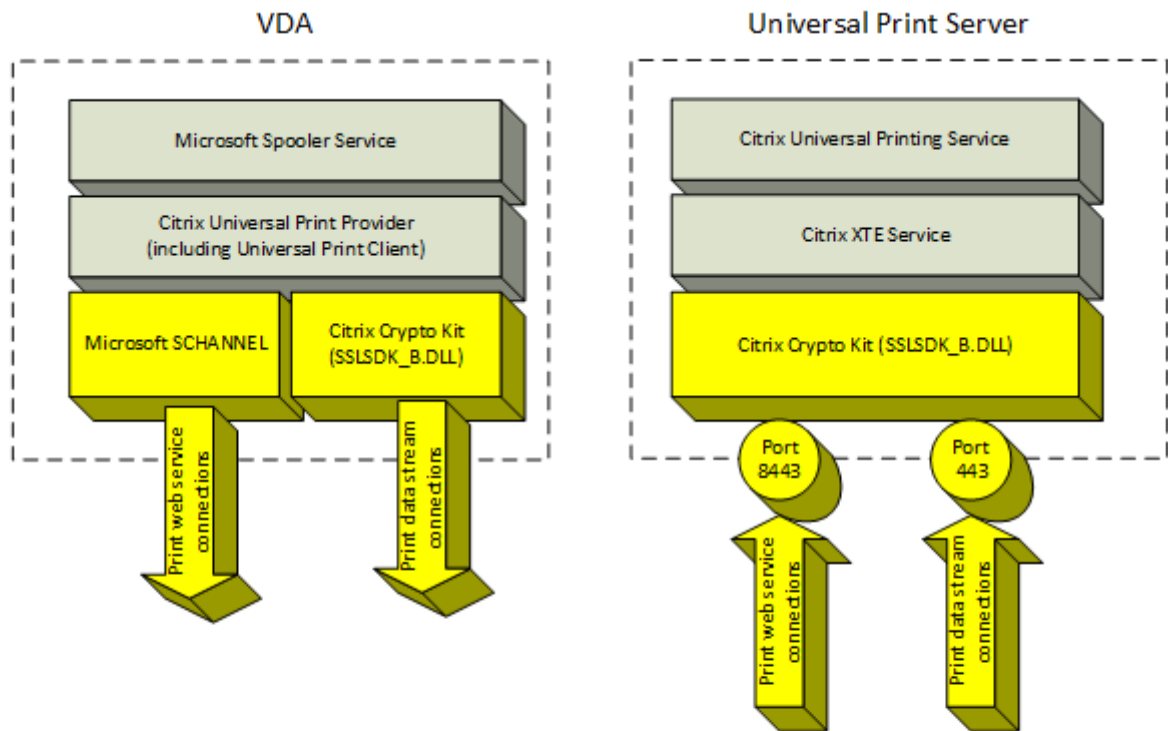 VDA
Universal Print Server
Microsoft Spooler Service
Citrix Universal Print Provider
(including Universal Print Client)
Microsoft SCHANNEL
Citrix Crypto Kit
(SSLSDK_B.DLL)
Print web service
connections
Print data stream
connections
Citrix Universal Printing Service
Citrix XTE Service
Citrix Crypto Kit (SSLSDK_B.DLL)
Port
8443
Port
443
Print web service
connections
Print data stream
connections